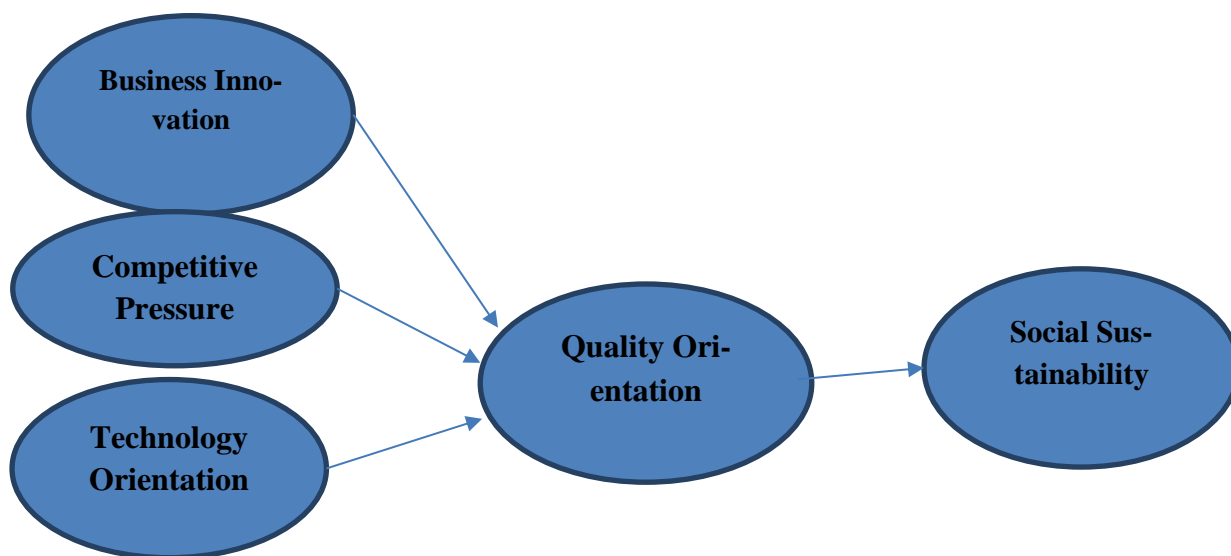 Business Inno-
vation
Competitive
Pressure
Technology
Orientation
Quality Ori-
entation
Social Sus-
tainability